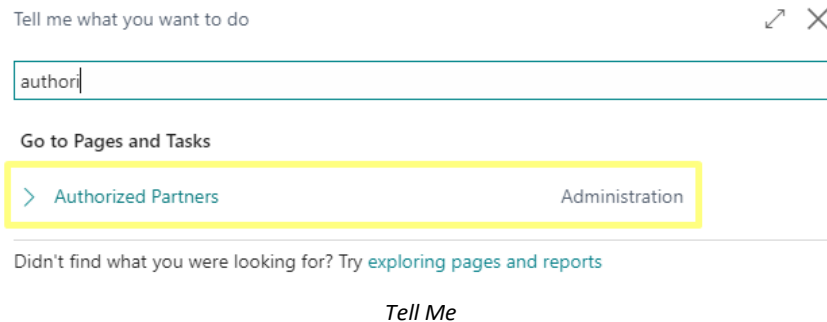 Tell me what you want to do
authori
Go to Pages and Tasks
Authorized Partners Administration
Didn't find what you were looking for? Try exploring pages and reports
Tell Me